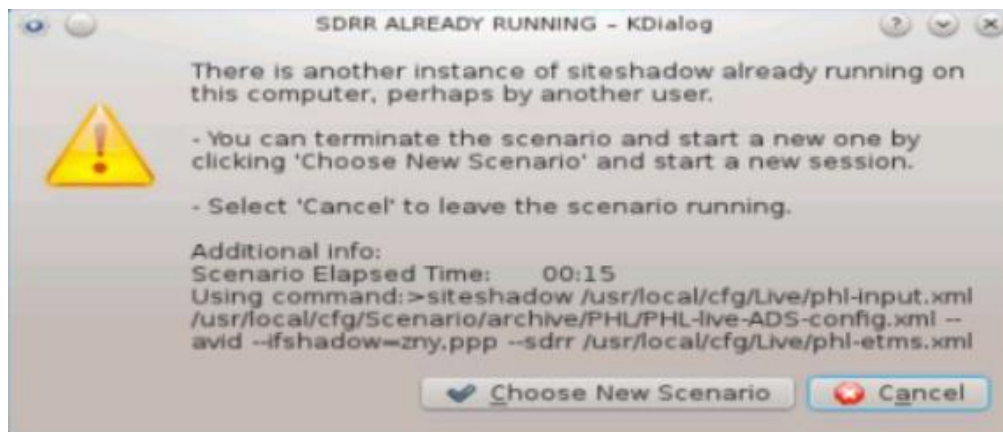 SDRR ALREADY RUNNING – KDialog
There is another instance of siteshadow already running on
this computer, perhaps by another user.
- You can terminate the scenario and start a new one by
clicking 'Choose New Scenario' and start a new session.
- Select 'Cancel' to leave the scenario running.
Additional info:
Scenario Elapsed Time: 00:15
Using command:>siteshadow /usr/local/cfg/Live/phl-input.xml
/usr/local/cfg/Scenario/archive/PHL/PHL-live-ADS-config.xml --
avid --ifshadow=zny,ppp --sdrr /usr/local/cfg/Live/phl-etms.xml
Choose New Scenario
Cancel